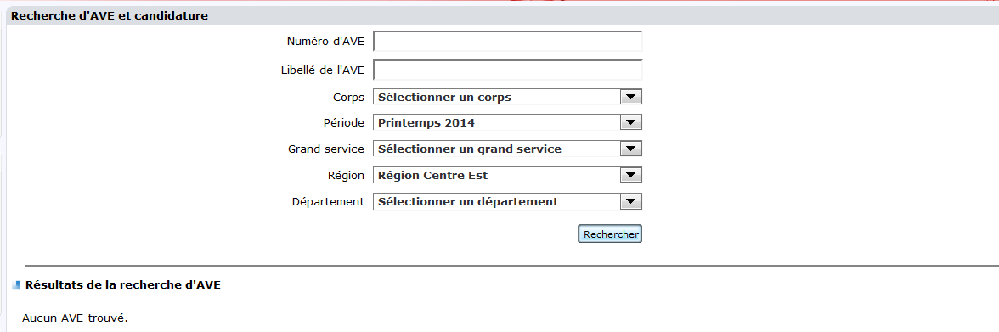 Recherche d'AVE et candidature
Numéro d'AVE
Libellé de l'AVE
Corps Sélectionner un corps
Période Printemps 2014
Grand service Sélectionner un grand service
Région Région Centre Est
Département Sélectionner un département
Rechercher
Résultats de la recherche d'AVE
Aucun AVE trouvé.